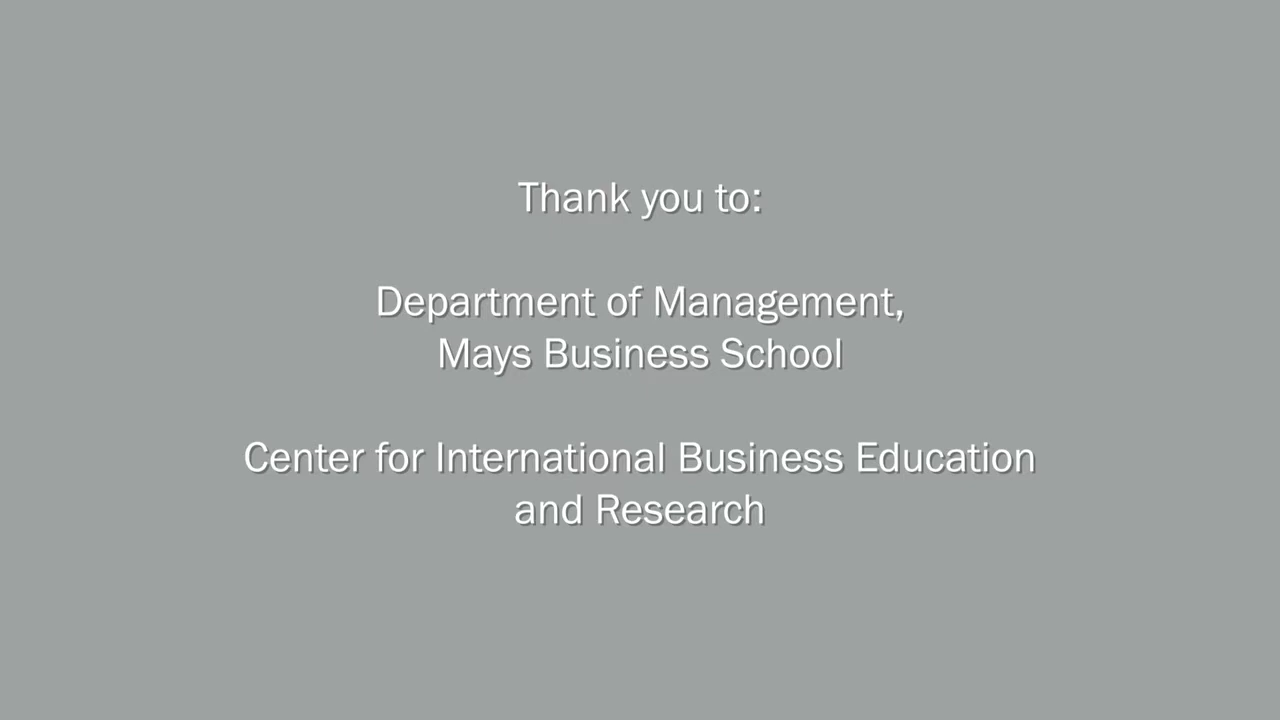 Thank you to:
Department of Management,
Mays Business School
Center for International Business Education
and Research